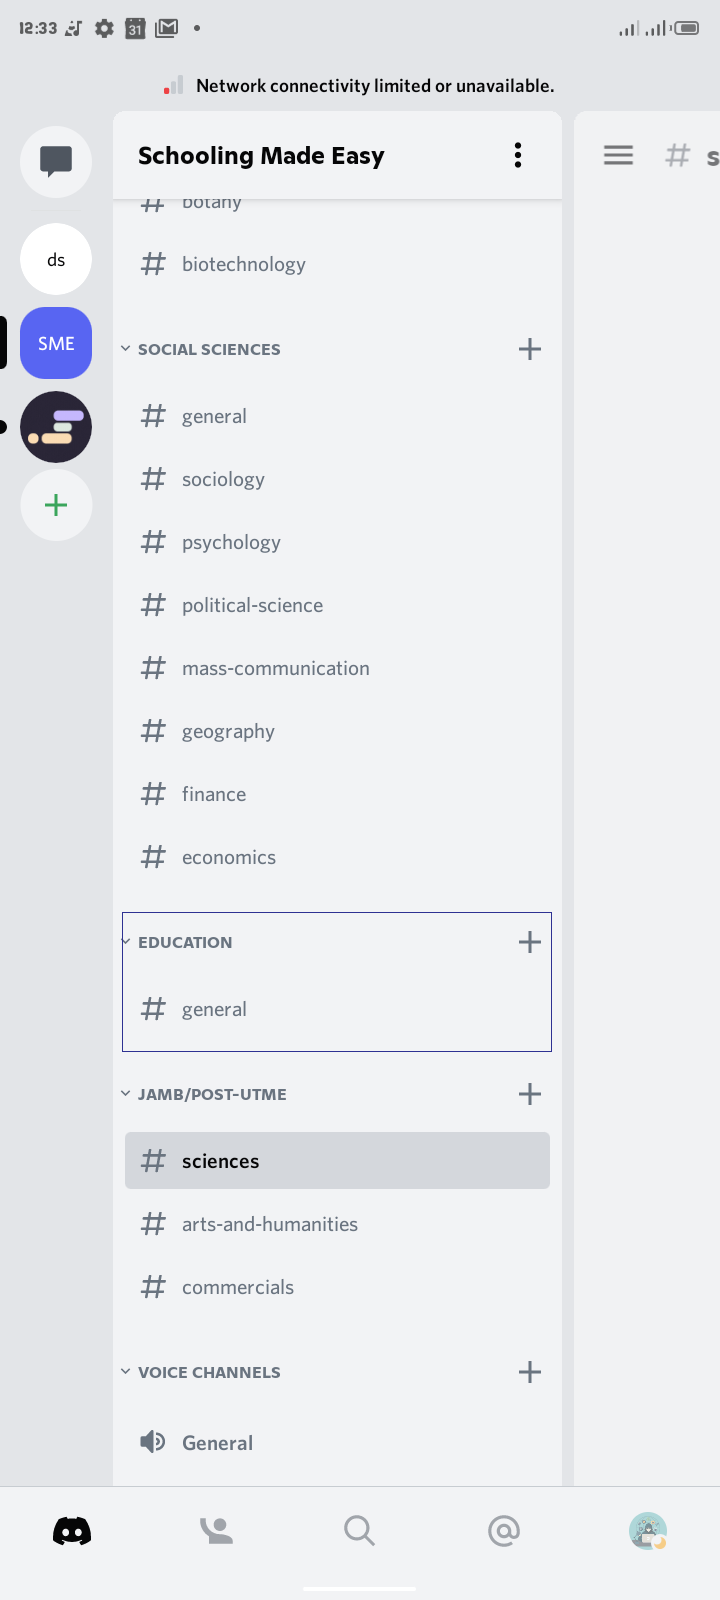 12:33
31
Network connectivity limited or unavailable.
Schooling Made Easy
# s
# botany
ds
# biotechnology
SME
SOCIAL SCIENCES
# general
# sociology
# psychology
# political-science
# mass-communication
# geography
# finance
# economics
EDUCATION
# general
JAMB/POST-UTME
# sciences
# arts-and-humanities
# commercials
VOICE CHANNELS
General